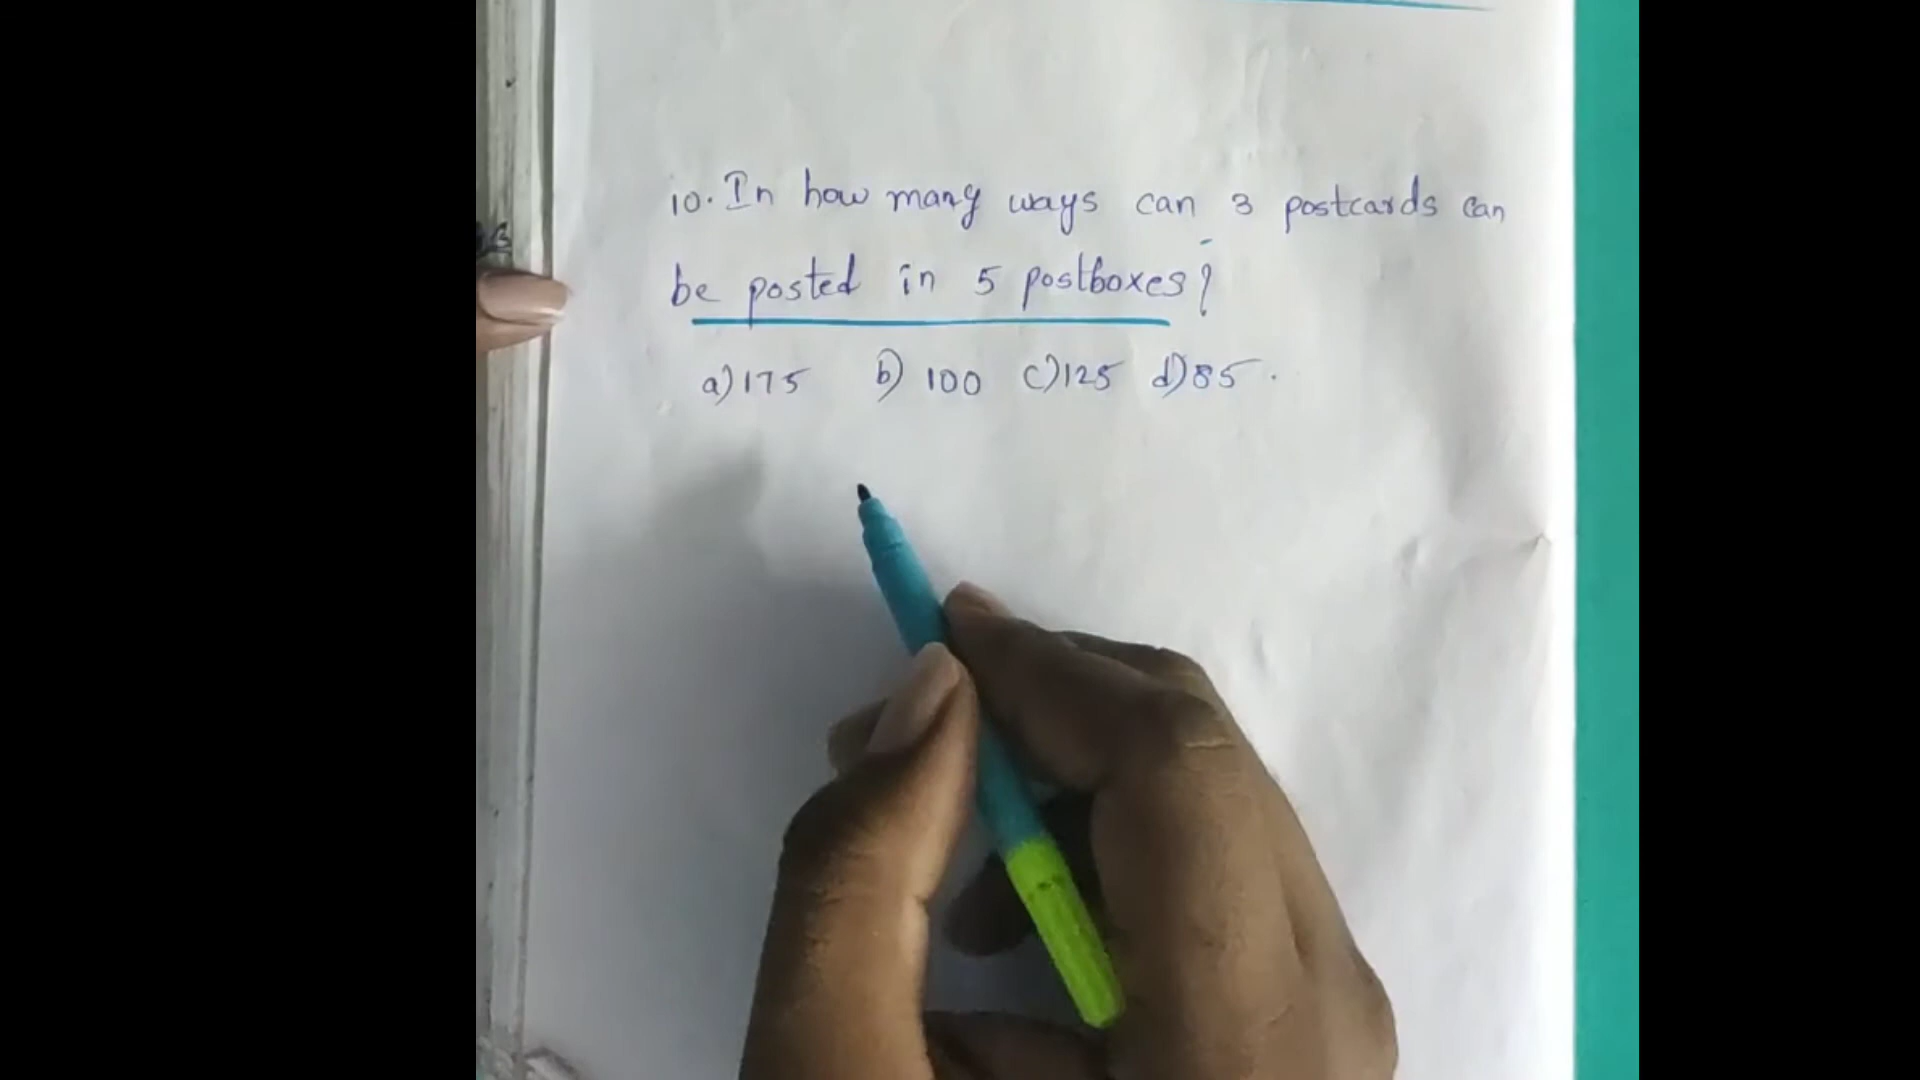 10. In how many ways can 3 postcards can
be posted in 5 postboxes?
a) 175 b) 100 c) 125 d) 85.